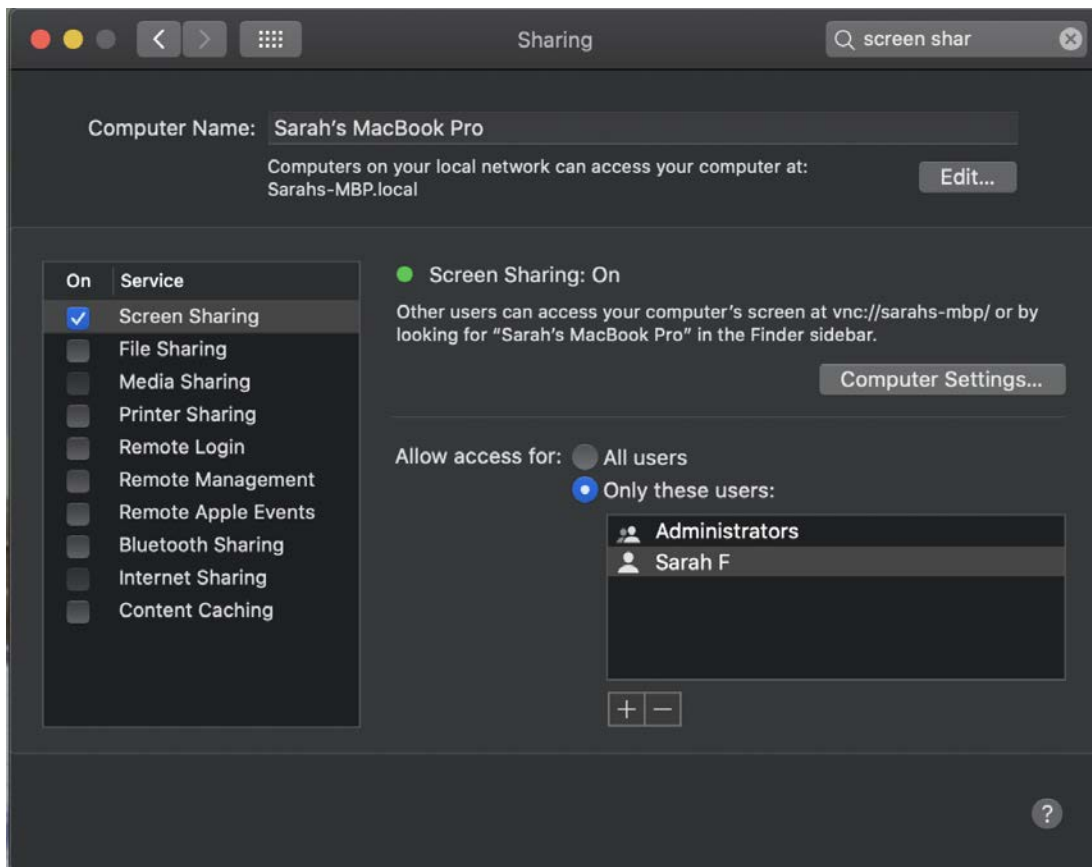 Sharing
screen shar
Computer Name: Sarah’s MacBook Pro
Computers on your local network can access your computer at:
Sarahs-MBP.local
Edit...
On Service
Screen Sharing
File Sharing
Media Sharing
Printer Sharing
Remote Login
Remote Management
Remote Apple Events
Bluetooth Sharing
Internet Sharing
Content Caching
Screen Sharing: On
Other users can access your computer’s screen at vnc://sarahs-mbp/ or by
looking for “Sarah’s MacBook Pro” in the Finder sidebar.
Computer Settings...
Allow access for: All users
Only these users:
Administrators
Sarah F
+ −
?